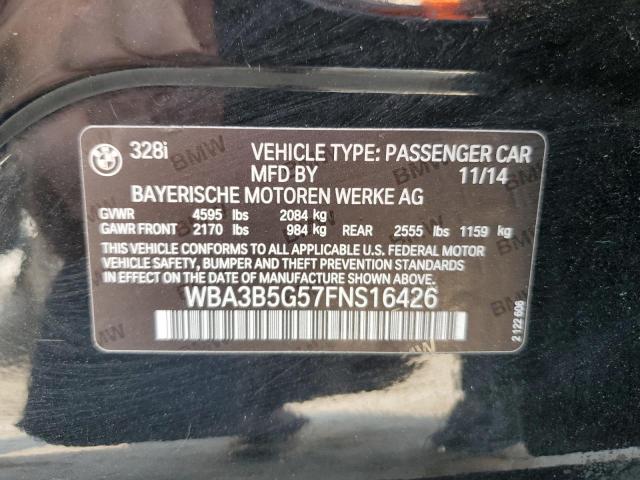 328i VEHICLE TYPE: PASSENGER CAR
MFD BY 11/14
BAYERISCHE MOTOREN WERKE AG
GVWR 4595 lbs 2084 kg
GAWR FRONT 2170 lbs 984 kg REAR 2555 lbs 1159 kg
THIS VEHICLE CONFORMS TO ALL APPLICABLE U.S. FEDERAL MOTOR
VEHICLE SAFETY, BUMPER AND THEFT PREVENTION STANDARDS
IN EFFECT ON THE DATE OF MANUFACTURE SHOWN ABOVE.
WBA3B5G57FNS16426
2 122 606